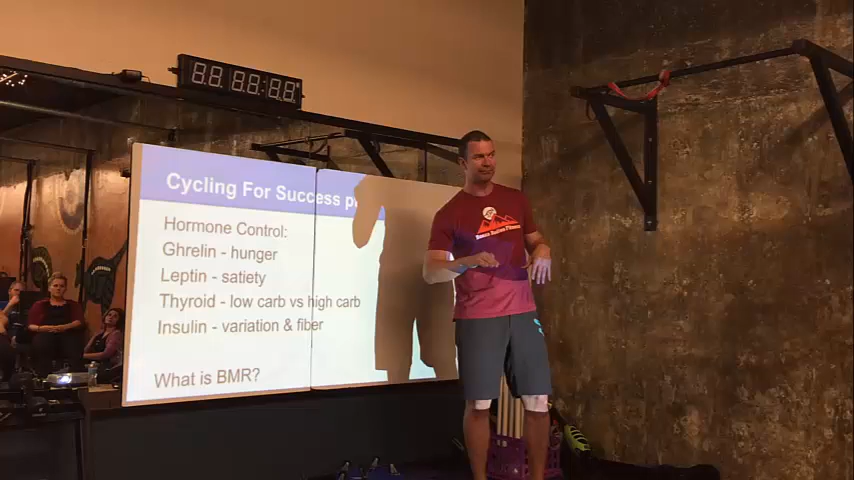 88 88:88
Cycling For Success p
Hormone Control:
Ghrelin - hunger
Leptin - satiety
Thyroid - low carb vs high carb
Insulin - variation & fiber
What is BMR?